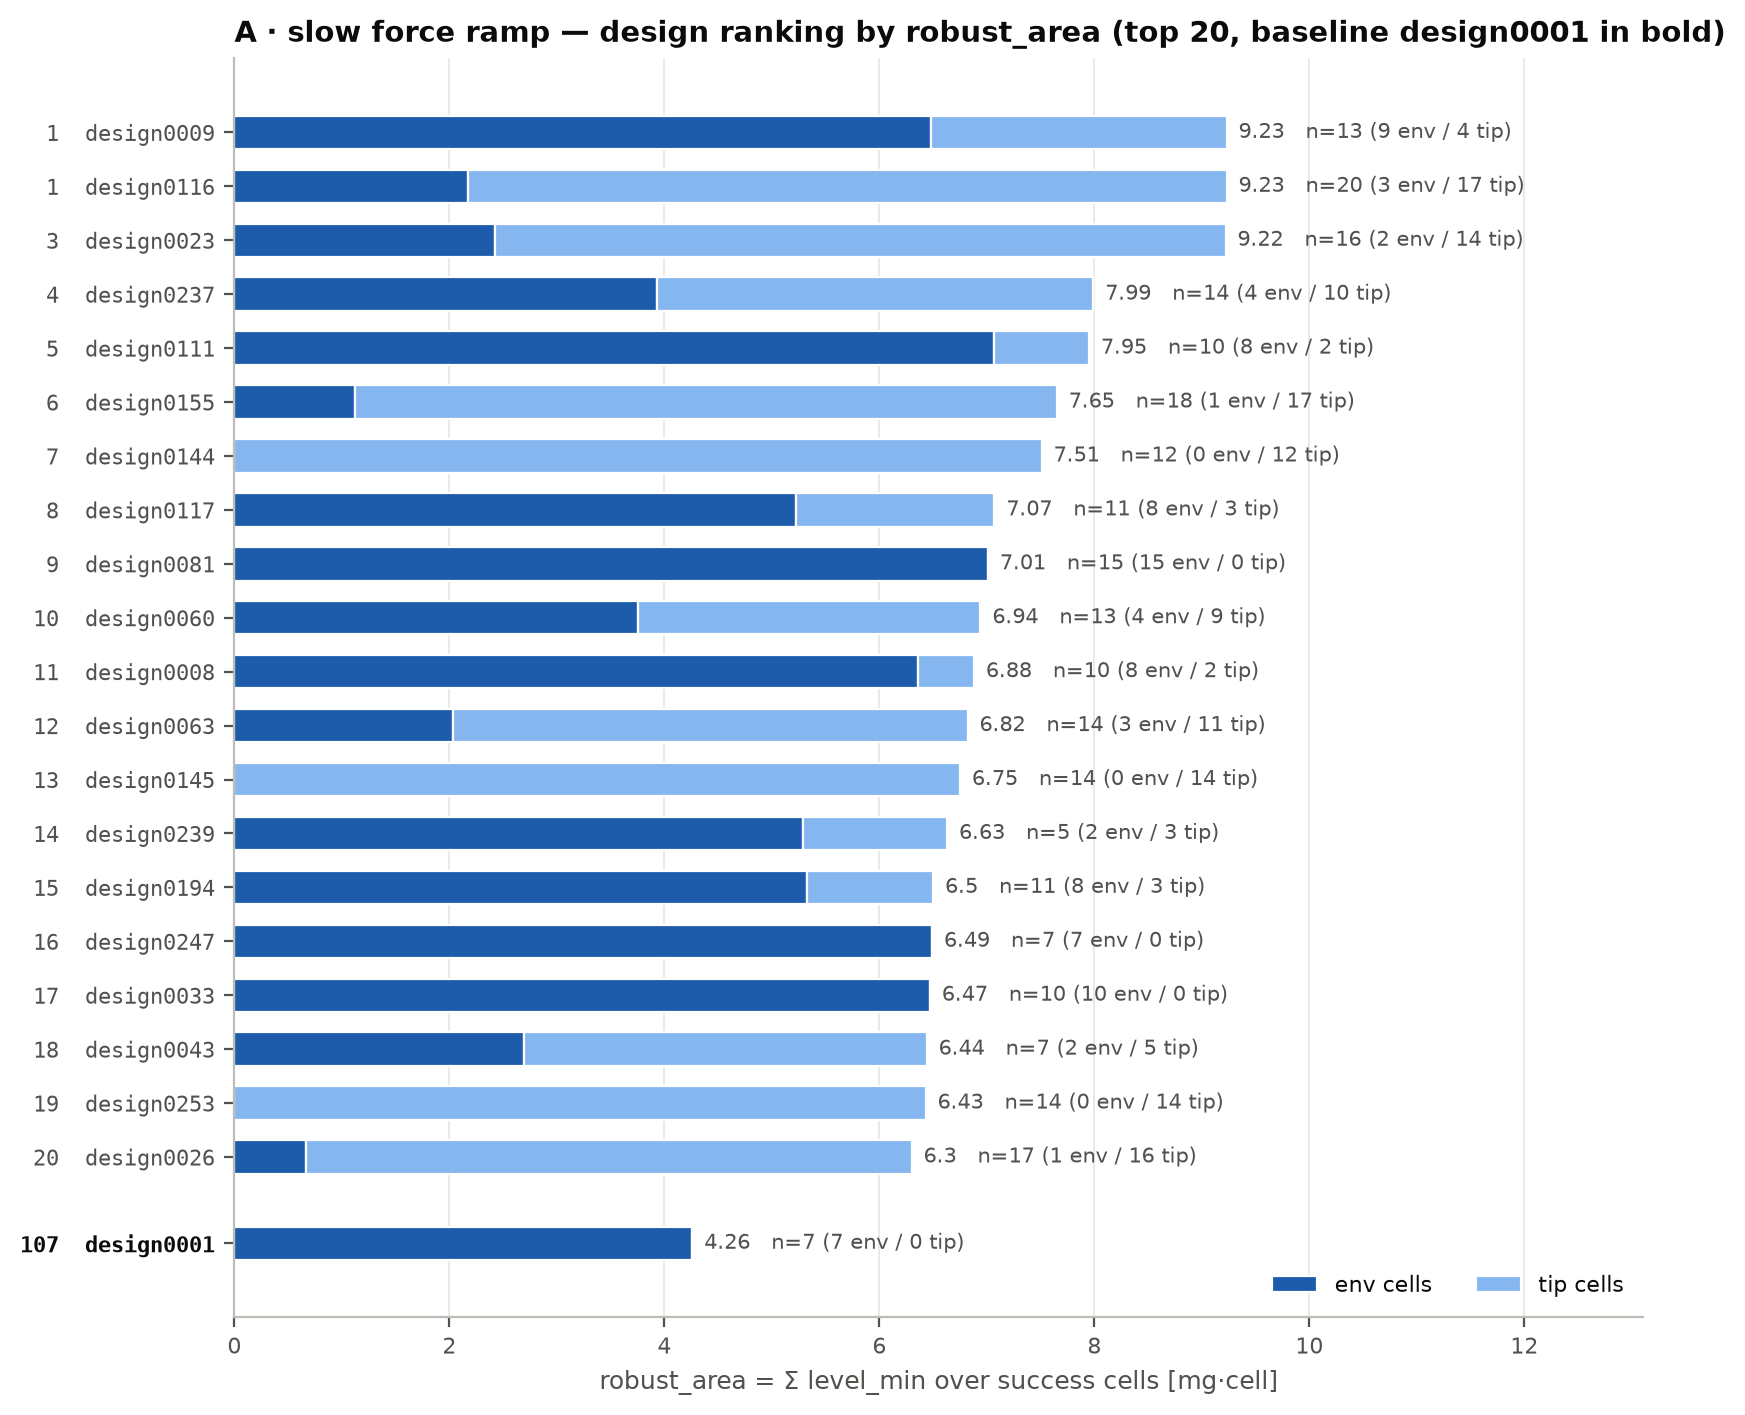 A · slow force ramp — design ranking by robust_area (top 20, baseline design0001 in bold)
1 design0009 9.23 n=13 (9 env / 4 tip)
1 design0116 9.23 n=20 (3 env / 17 tip)
3 design0023 9.22 n=16 (2 env / 14 tip)
4 design0237 7.99 n=14 (4 env / 10 tip)
5 design0111 7.95 n=10 (8 env / 2 tip)
6 design0155 7.65 n=18 (1 env / 17 tip)
7 design0144 7.51 n=12 (0 env / 12 tip)
8 design0117 7.07 n=11 (8 env / 3 tip)
9 design0081 7.01 n=15 (15 env / 0 tip)
10 design0060 6.94 n=13 (4 env / 9 tip)
11 design0008 6.88 n=10 (8 env / 2 tip)
12 design0063 6.82 n=14 (3 env / 11 tip)
13 design0145 6.75 n=14 (0 env / 14 tip)
14 design0239 6.63 n=5 (2 env / 3 tip)
15 design0194 6.5 n=11 (8 env / 3 tip)
16 design0247 6.49 n=7 (7 env / 0 tip)
17 design0033 6.47 n=10 (10 env / 0 tip)
18 design0043 6.44 n=7 (2 env / 5 tip)
19 design0253 6.43 n=14 (0 env / 14 tip)
20 design0026 6.3 n=17 (1 env / 16 tip)
107 design0001 4.26 n=7 (7 env / 0 tip)
env cells tip cells
0 2 4 6 8 10 12
robust_area = Σ level_min over success cells [mg·cell]